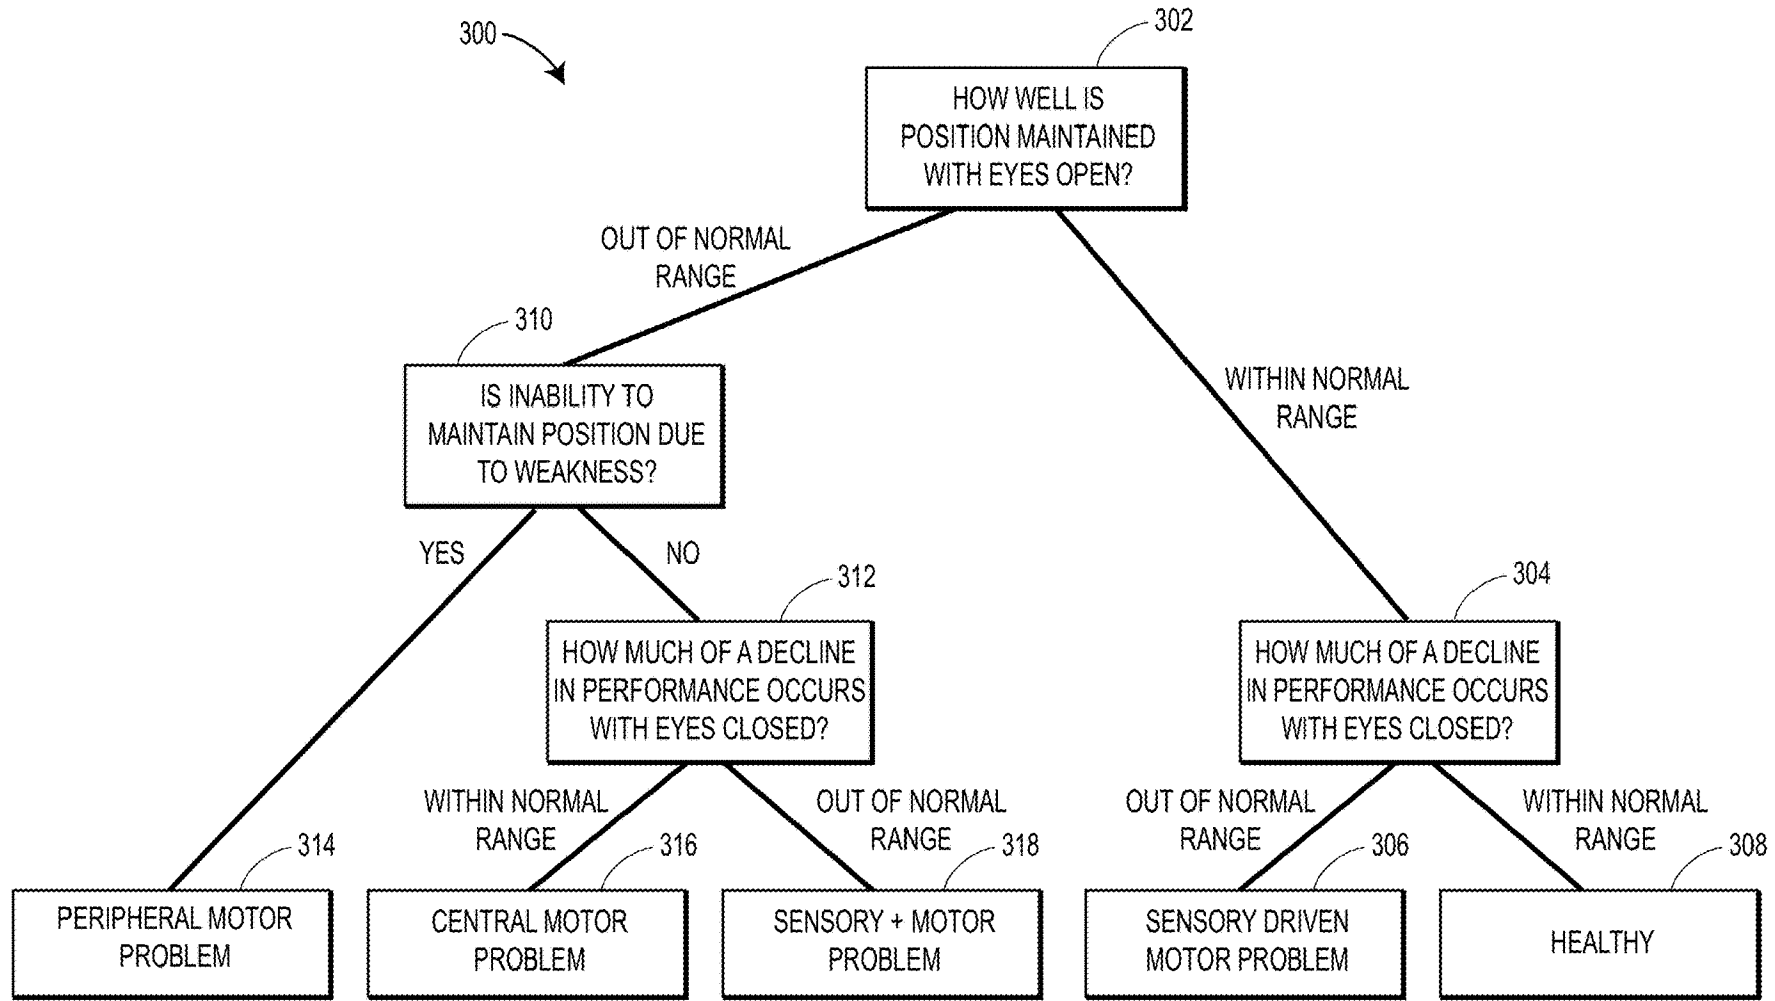 300
302
HOW WELL IS
POSITION MAINTAINED
WITH EYES OPEN?
OUT OF NORMAL
RANGE
WITHIN NORMAL
RANGE
310
IS INABILITY TO
MAINTAIN POSITION DUE
TO WEAKNESS?
YES
NO
312
HOW MUCH OF A DECLINE
IN PERFORMANCE OCCURS
WITH EYES CLOSED?
304
HOW MUCH OF A DECLINE
IN PERFORMANCE OCCURS
WITH EYES CLOSED?
WITHIN NORMAL
RANGE
OUT OF NORMAL
RANGE
OUT OF NORMAL
RANGE
WITHIN NORMAL
RANGE
314
PERIPHERAL MOTOR
PROBLEM
316
CENTRAL MOTOR
PROBLEM
318
SENSORY + MOTOR
PROBLEM
306
SENSORY DRIVEN
MOTOR PROBLEM
308
HEALTHY